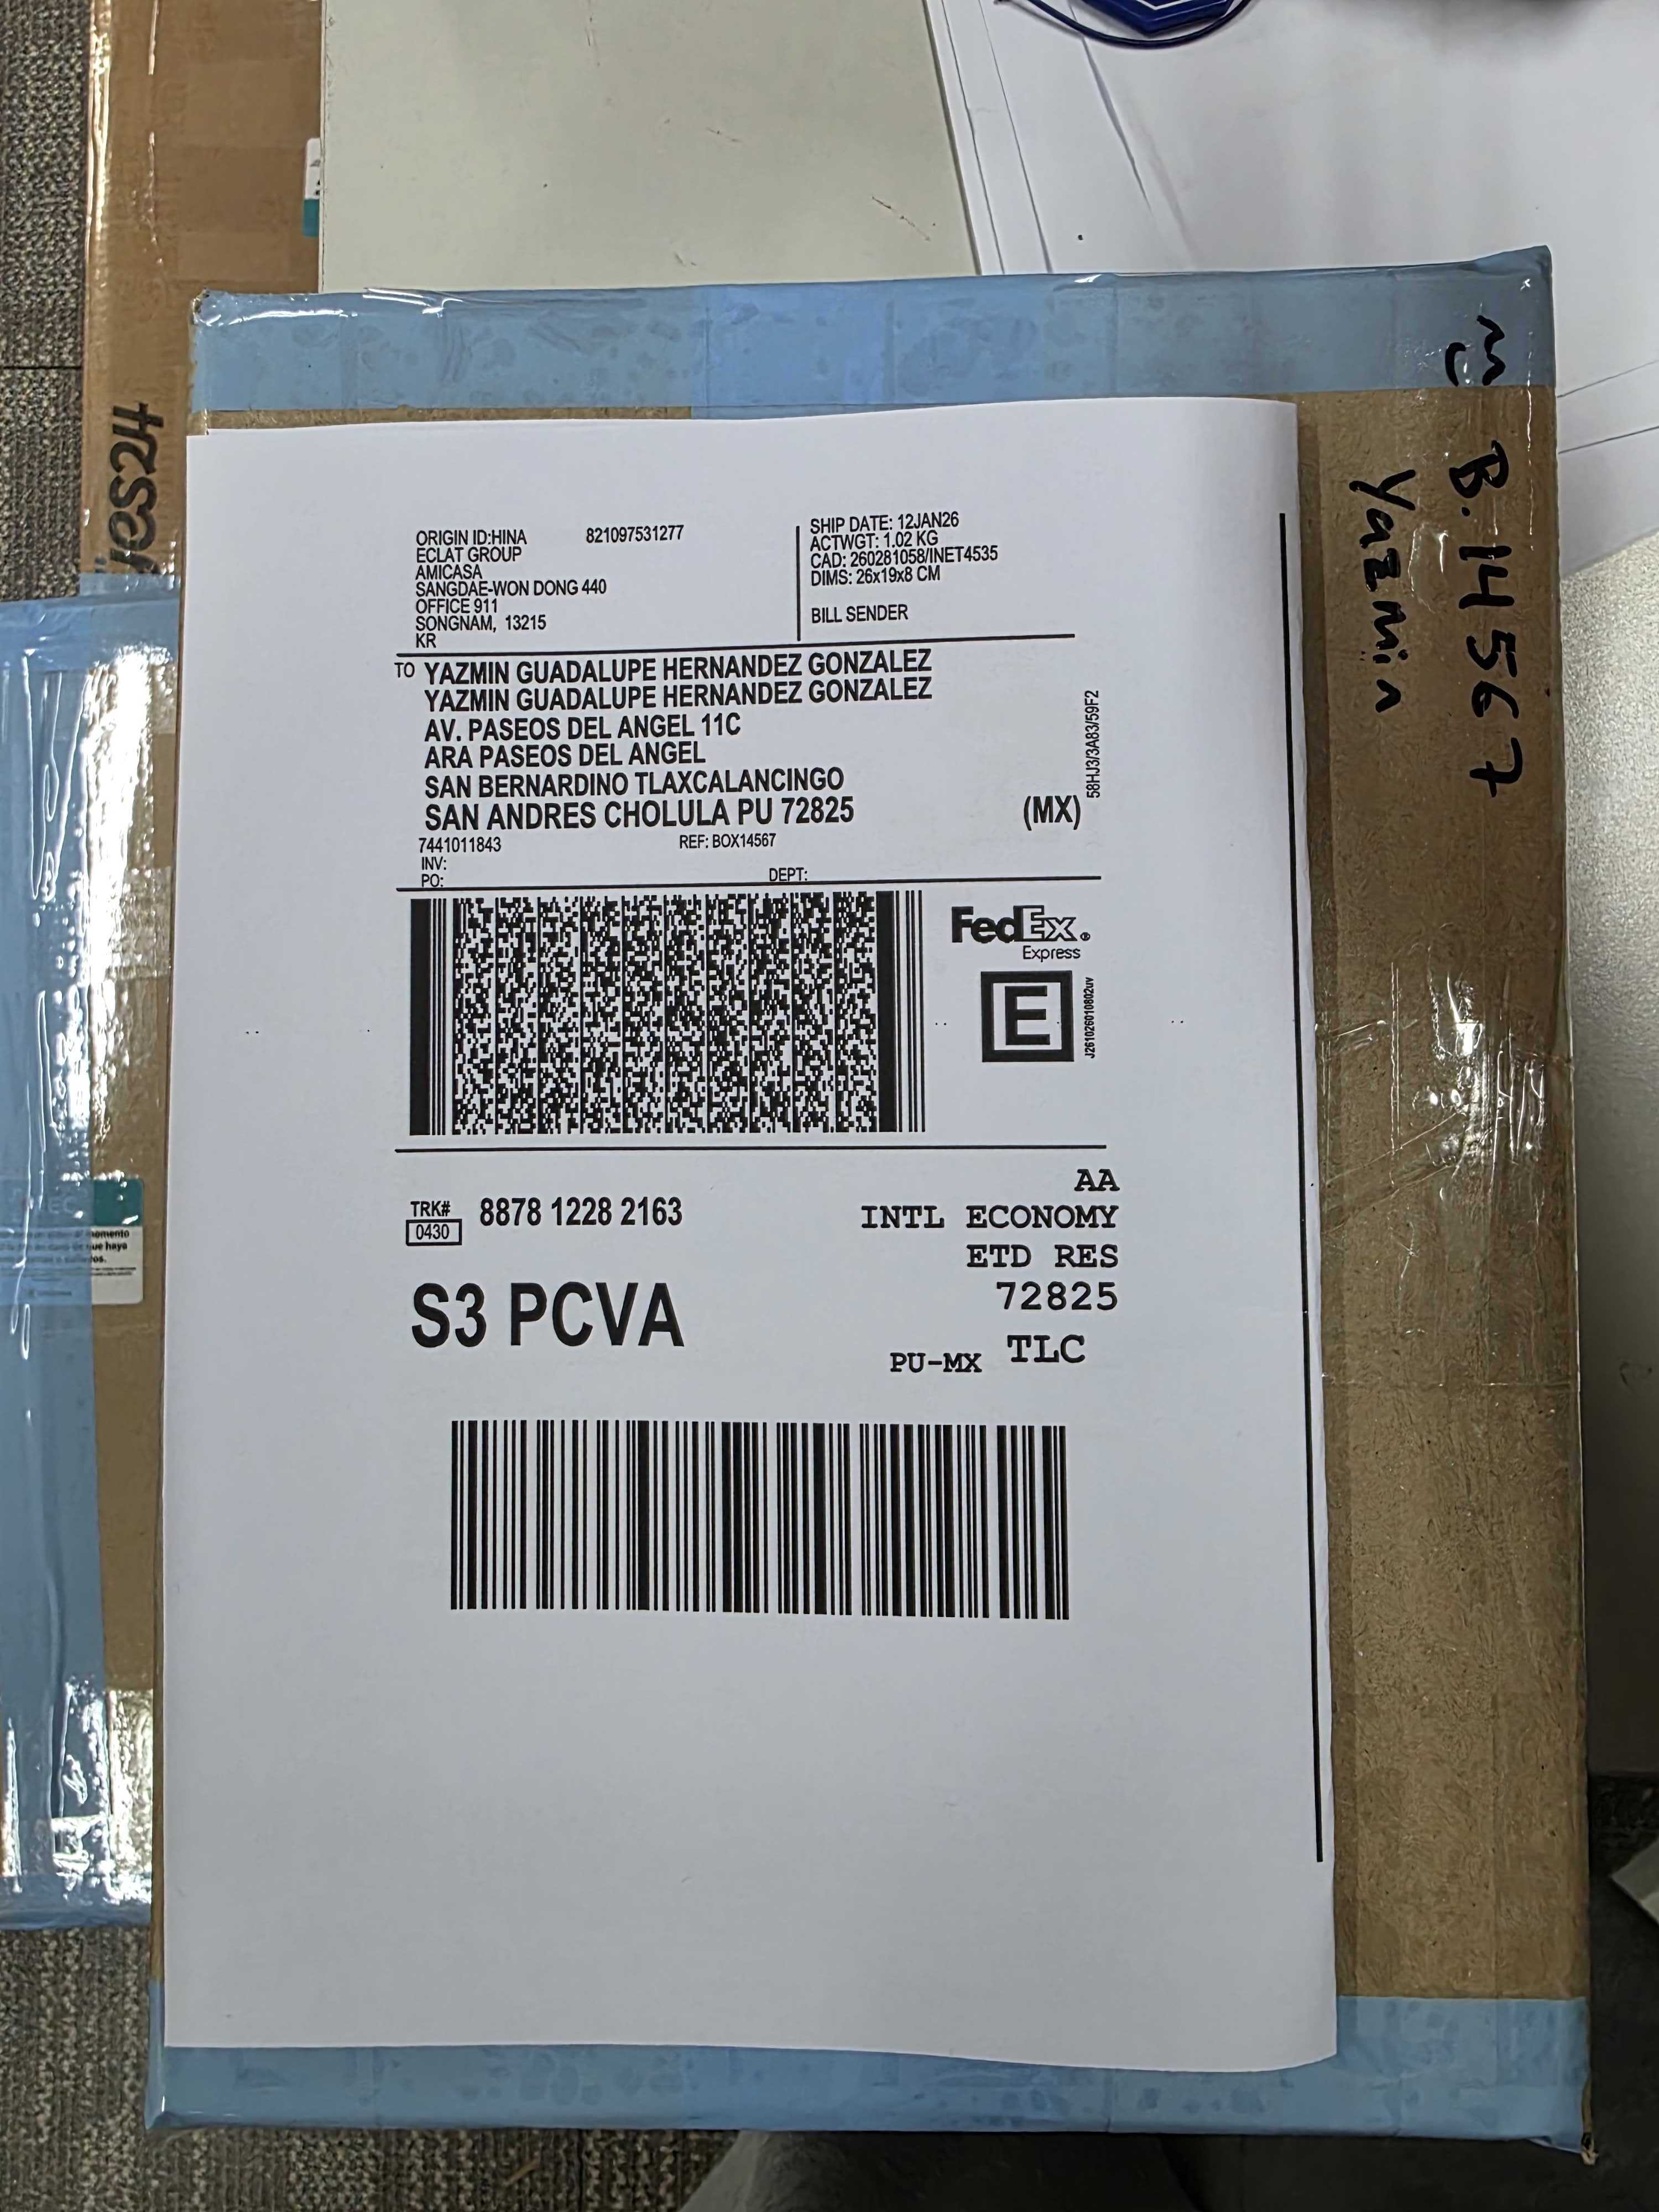 ORIGIN ID:HINA 821097531277
ECLAT GROUP
AMICASA
SANGDAE-WON DONG 440
OFFICE 911
SONGNAM, 13215
KR
SHIP DATE: 12JAN26
ACTWGT: 1.02 KG
CAD: 260281058/INET4535
DIMS: 26x19x8 CM
BILL SENDER
TO YAZMIN GUADALUPE HERNANDEZ GONZALEZ
YAZMIN GUADALUPE HERNANDEZ GONZALEZ
AV. PASEOS DEL ANGEL 11C
ARA PASEOS DEL ANGEL
SAN BERNARDINO TLAXCALANCINGO
SAN ANDRES CHOLULA PU 72825 (MX)
7441011843 REF: BOX14567
INV:
PO: DEPT:
58HJ3/3A83/59F2
FedEx®
Express
E
J261026010802uv
TRK# 8878 1228 2163
0430
AA
INTL ECONOMY
ETD RES
72825
S3 PCVA
PU-MX TLC
B.14567
Yazmin
momento
que haya